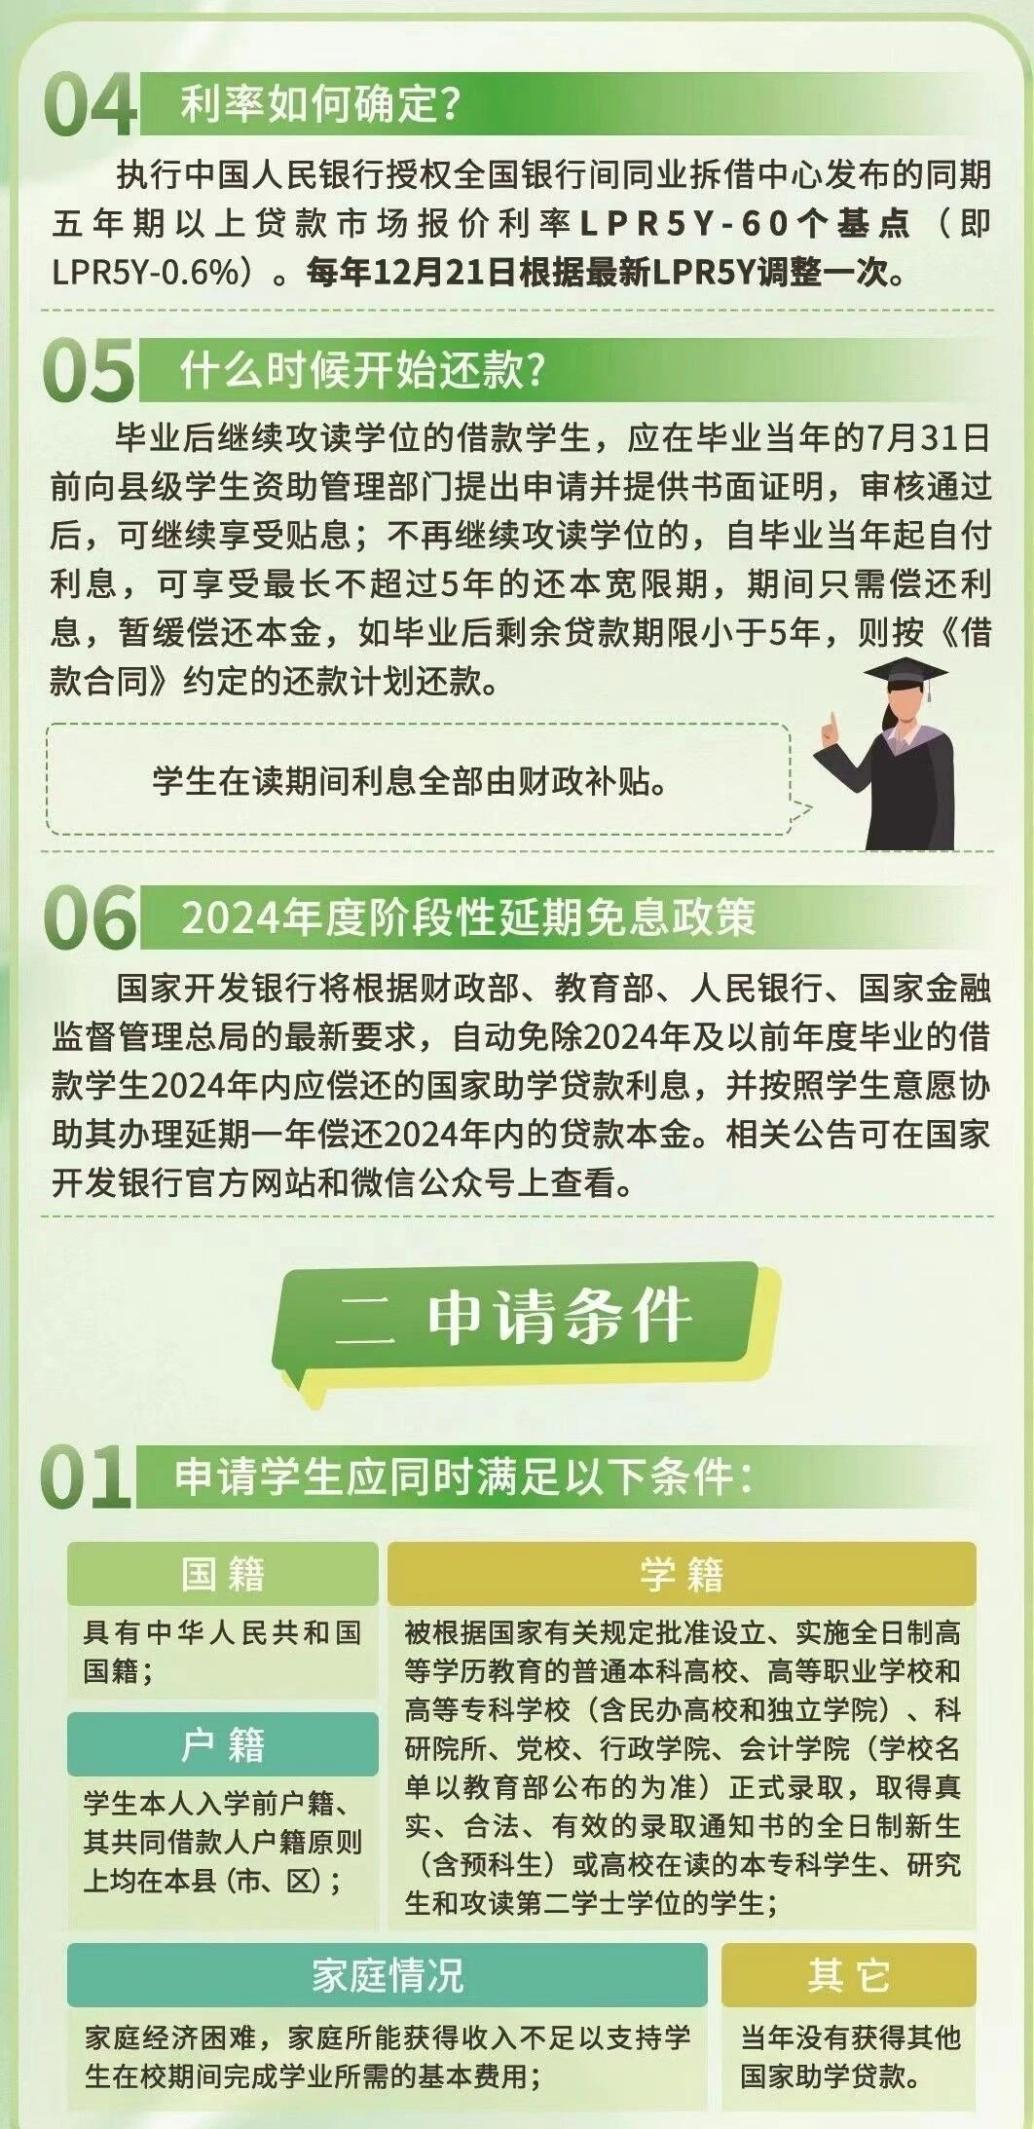 04 利率如何确定？
执行中国人民银行授权全国银行间同业拆借中心发布的同期
五年期以上贷款市场报价利率LPR5Y-60个基点（即
LPR5Y-0.6%）。每年12月21日根据最新LPR5Y调整一次。
05 什么时候开始还款?
毕业后继续攻读学位的借款学生，应在毕业当年的7月31日
前向县级学生资助管理部门提出申请并提供书面证明，审核通过
后，可继续享受贴息；不再继续攻读学位的，自毕业当年起自付
利息，可享受最长不超过5年的还本宽限期，期间只需偿还利
息，暂缓偿还本金，如毕业后剩余贷款期限小于5年，则按《借
款合同》约定的还款计划还款。
学生在读期间利息全部由财政补贴。
06 2024年度阶段性延期免息政策
国家开发银行将根据财政部、教育部、人民银行、国家金融
监督管理总局的最新要求，自动免除2024年及以前年度毕业的借
款学生2024年内应偿还的国家助学贷款利息，并按照学生意愿协
助其办理延期一年偿还2024年内的贷款本金。相关公告可在国家
开发银行官方网站和微信公众号上查看。
二 申请条件
01 申请学生应同时满足以下条件：
国籍
具有中华人民共和国
国籍；
户籍
学生本人入学前户籍、
其共同借款人户籍原则
上均在本县（市、区）；
学籍
被根据国家有关规定批准设立、实施全日制高
等学历教育的普通本科高校、高等职业学校和
高等专科学校（含民办高校和独立学院）、科
研院所、党校、行政学院、会计学院（学校名
单以教育部公布的为准）正式录取，取得真
实、合法、有效的录取通知书的全日制新生
（含预科生）或高校在读的本专科学生、研究
生和攻读第二学士学位的学生；
家庭情况
家庭经济困难，家庭所能获得收入不足以支持学
生在校期间完成学业所需的基本费用；
其它
当年没有获得其他
国家助学贷款。